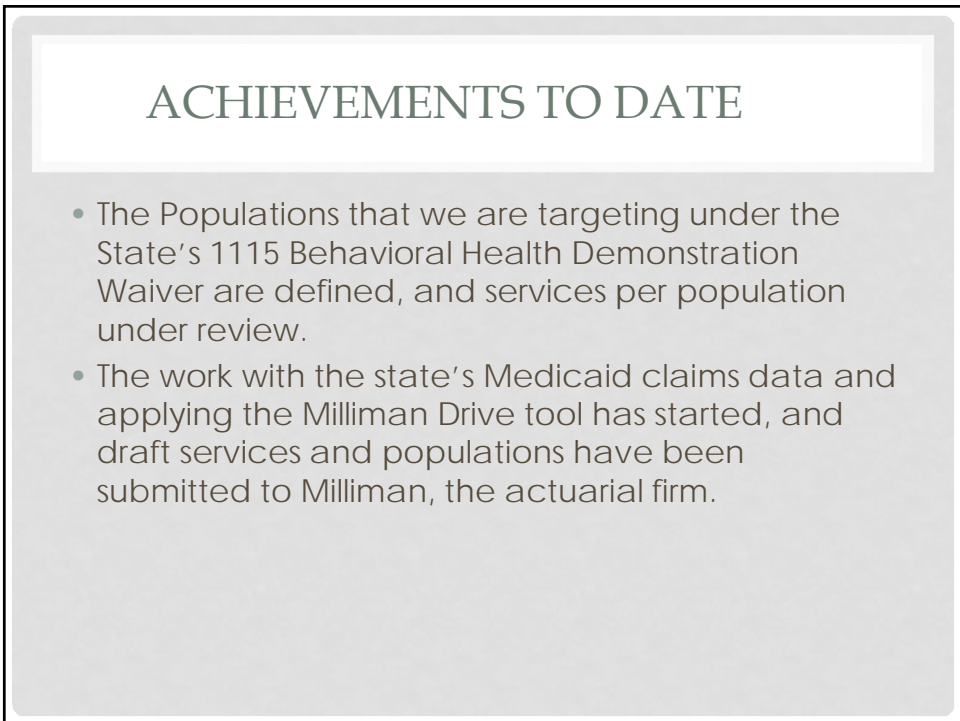 ACHIEVEMENTS TO DATE
• The Populations that we are targeting under the
State's 1115 Behavioral Health Demonstration
Waiver are defined, and services per population
under review.
• The work with the state's Medicaid claims data and
applying the Milliman Drive tool has started, and
draft services and populations have been
submitted to Milliman, the actuarial firm.